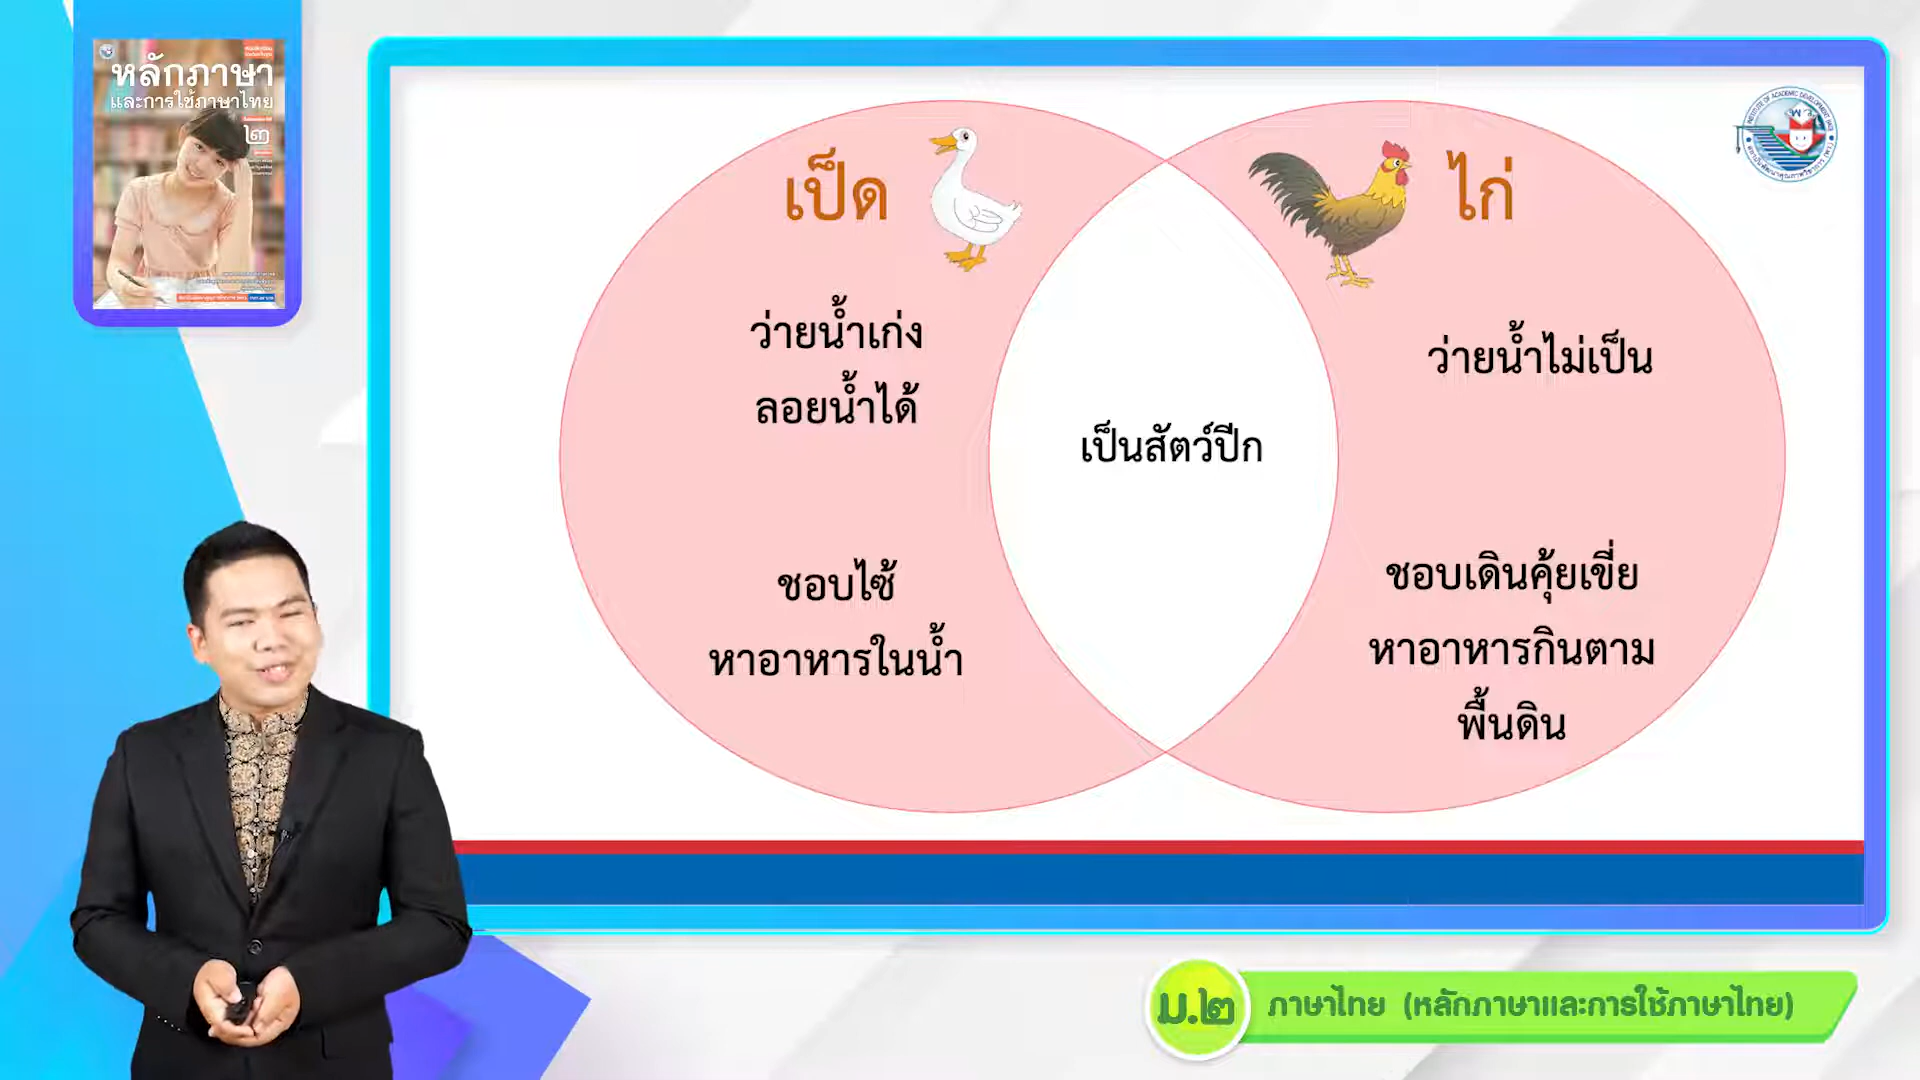 หลักภาษา
และการใช้ภาษาไทย
๒
เป็ด
ไก่
ว่ายน้ำเก่ง
ลอยน้ำได้
ว่ายน้ำไม่เป็น
เป็นสัตว์ปีก
ชอบไซ้
หาอาหารในน้ำ
ชอบเดินคุ้ยเขี่ย
หาอาหารกินตาม
พื้นดิน
ม.๒
ภาษาไทย (หลักภาษาและการใช้ภาษาไทย)